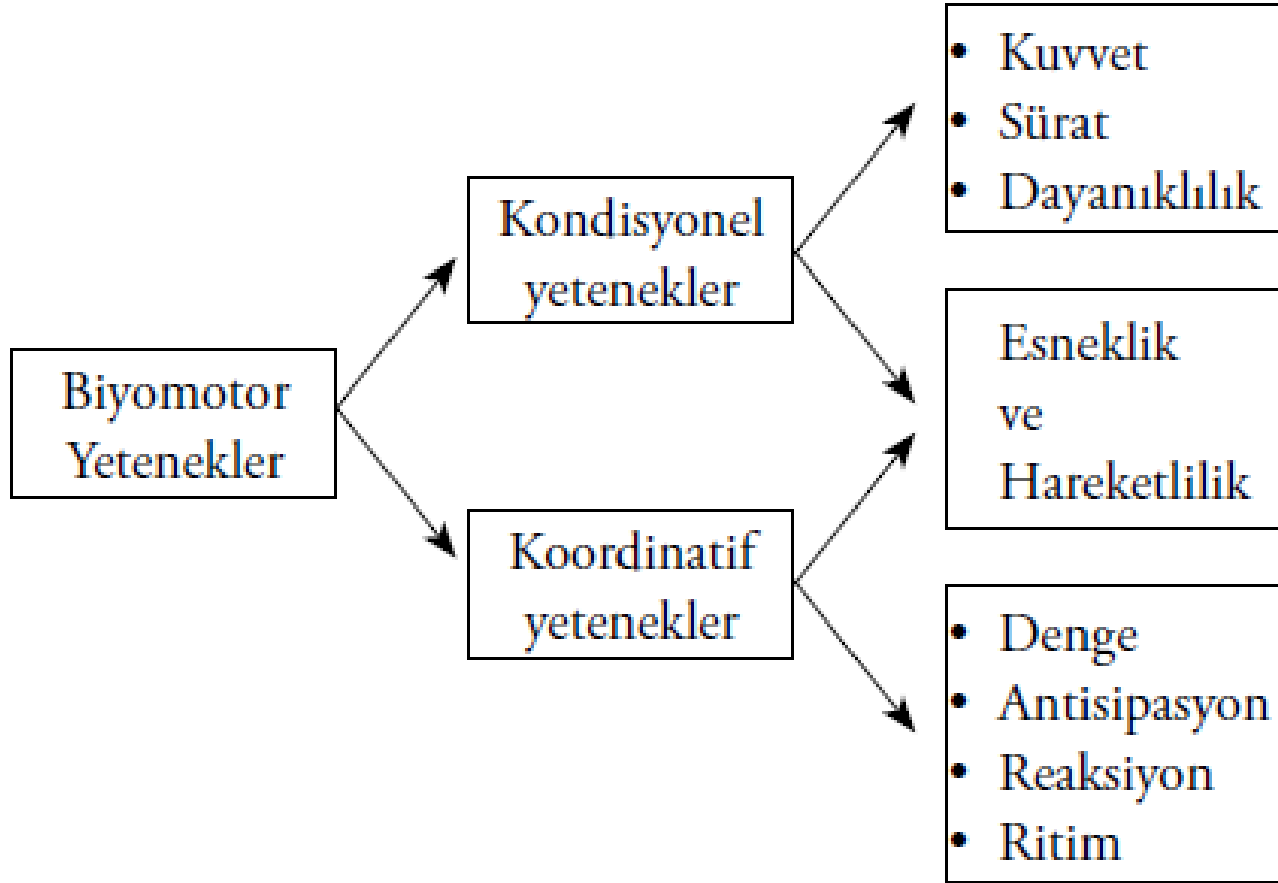 Biyomotor
Yetenekler
Kondisyonel
yetenekler
Koordinatif
yetenekler
• Kuvvet
• Sürat
• Dayanıklılık
Esneklik
ve
Hareketlilik
• Denge
• Antisipasyon
• Reaksiyon
• Ritim